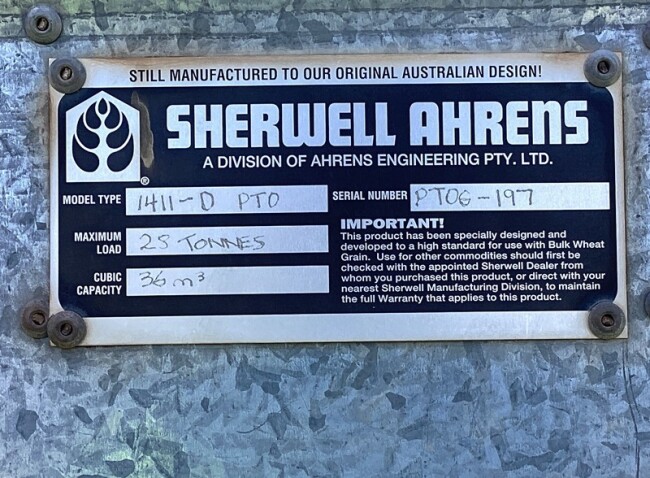 STILL MANUFACTURED TO OUR ORIGINAL AUSTRALIAN DESIGN!
SHERWELL AHRENS
®
A DIVISION OF AHRENS ENGINEERING PTY. LTD.
MODEL TYPE 1411-D PTO SERIAL NUMBER PTOG-197
MAXIMUM LOAD 28 TONNES
CUBIC CAPACITY 36 m³
IMPORTANT!
This product has been specially designed and
developed to a high standard for use with Bulk Wheat
Grain. Use for other commodities should first be
checked with the appointed Sherwell Dealer from
whom you purchased this product, or direct with your
nearest Sherwell Manufacturing Division, to maintain
the full Warranty that applies to this product.